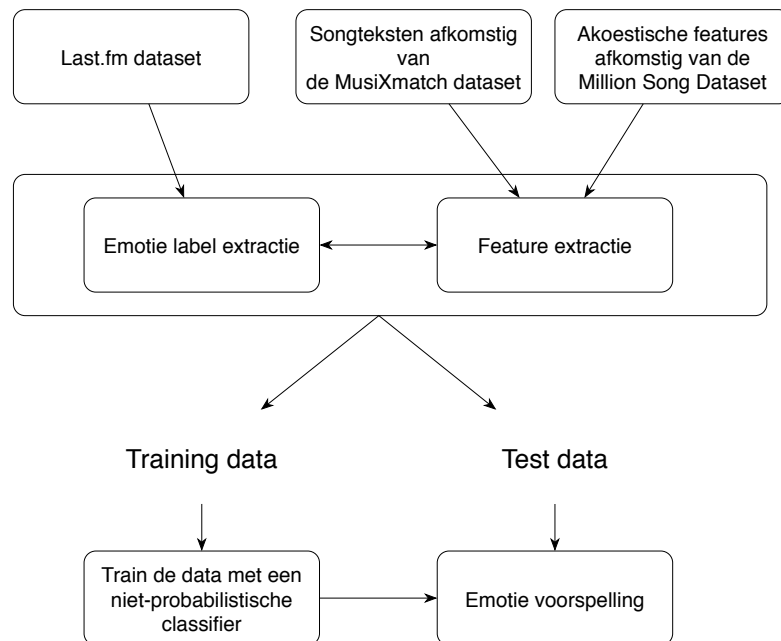 Last.fm dataset
Songteksten afkomstig
van
de MusiXmatch dataset
Akoestische features
afkomstig van de
Million Song Dataset
Emotie label extractie
Feature extractie
Training data
Test data
Train de data met een
niet-probabilistische
classifier
Emotie voorspelling